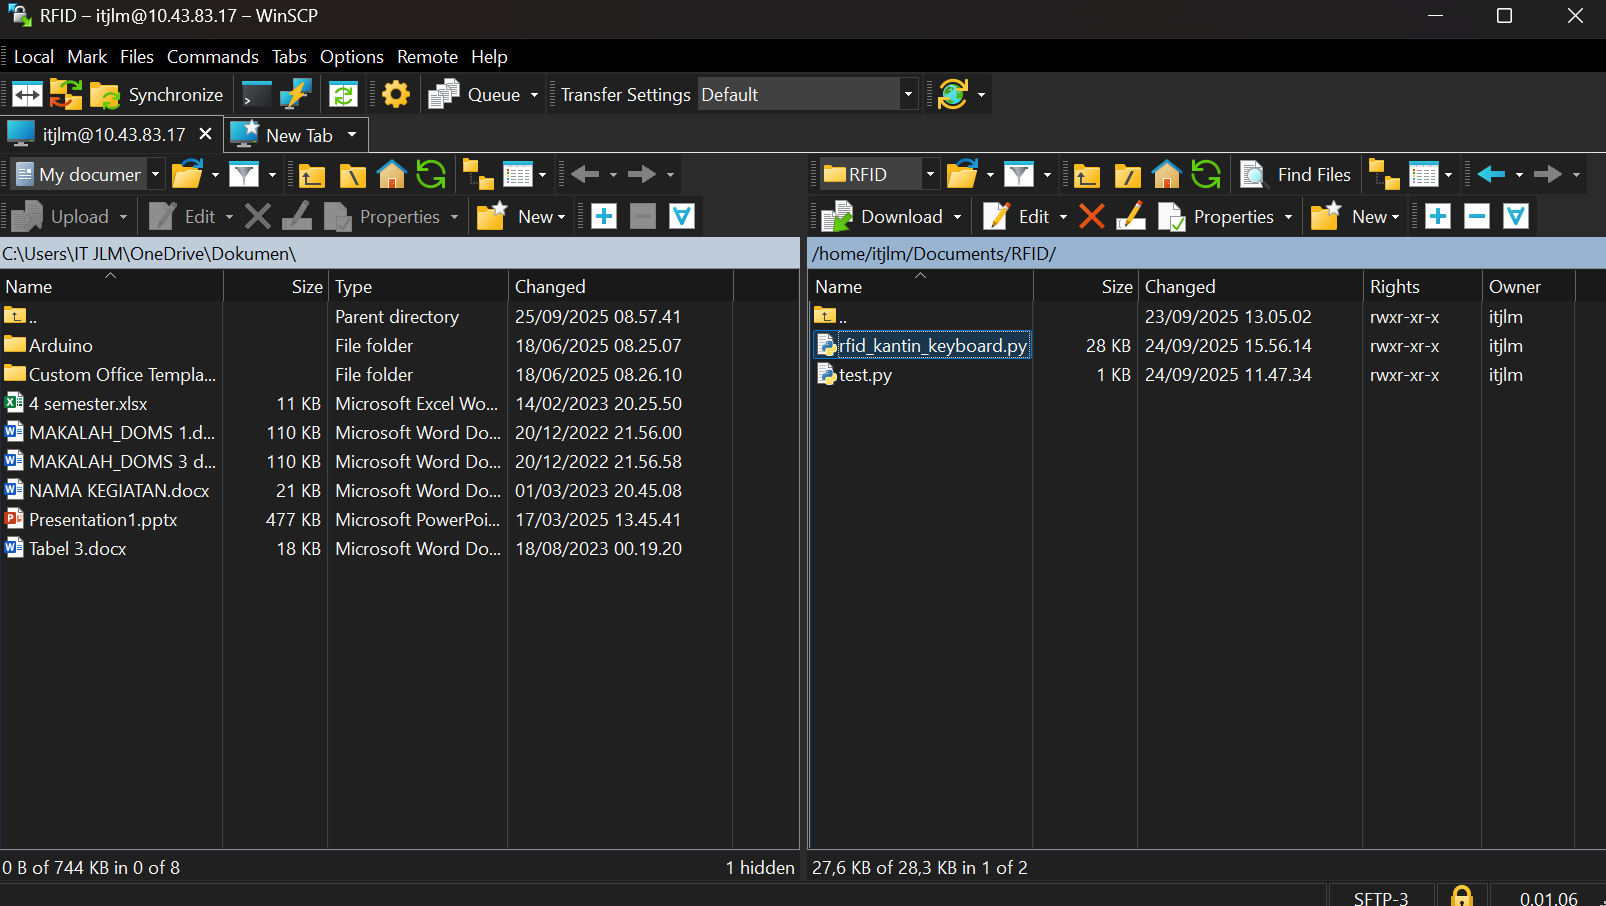 RFID – itjlm@10.43.83.17 – WinSCP
Local Mark Files Commands Tabs Options Remote Help
Synchronize Queue Transfer Settings Default
itjlm@10.43.83.17 New Tab
My documer
Upload Edit Properties New
C:\Users\IT JLM\OneDrive\Dokumen\
Name Size Type Changed
.. Parent directory 25/09/2025 08.57.41
Arduino File folder 18/06/2025 08.25.07
Custom Office Templa... File folder 18/06/2025 08.26.10
4 semester.xlsx 11 KB Microsoft Excel Wo... 14/02/2023 20.25.50
MAKALAH_DOMS 1.d... 110 KB Microsoft Word Do... 20/12/2022 21.56.00
MAKALAH_DOMS 3 d... 110 KB Microsoft Word Do... 20/12/2022 21.56.58
NAMA KEGIATAN.docx 21 KB Microsoft Word Do... 01/03/2023 20.45.08
Presentation1.pptx 477 KB Microsoft PowerPoi... 17/03/2025 13.45.41
Tabel 3.docx 18 KB Microsoft Word Do... 18/08/2023 00.19.20
0 B of 744 KB in 0 of 8 1 hidden
RFID Find Files
Download Edit Properties New
/home/itjlm/Documents/RFID/
Name Size Changed Rights Owner
.. 23/09/2025 13.05.02 rwxr-xr-x itjlm
rfid_kantin_keyboard.py 28 KB 24/09/2025 15.56.14 rwxr-xr-x itjlm
test.py 1 KB 24/09/2025 11.47.34 rwxr-xr-x itjlm
27,6 KB of 28,3 KB in 1 of 2
SFTP-3 0.01.06